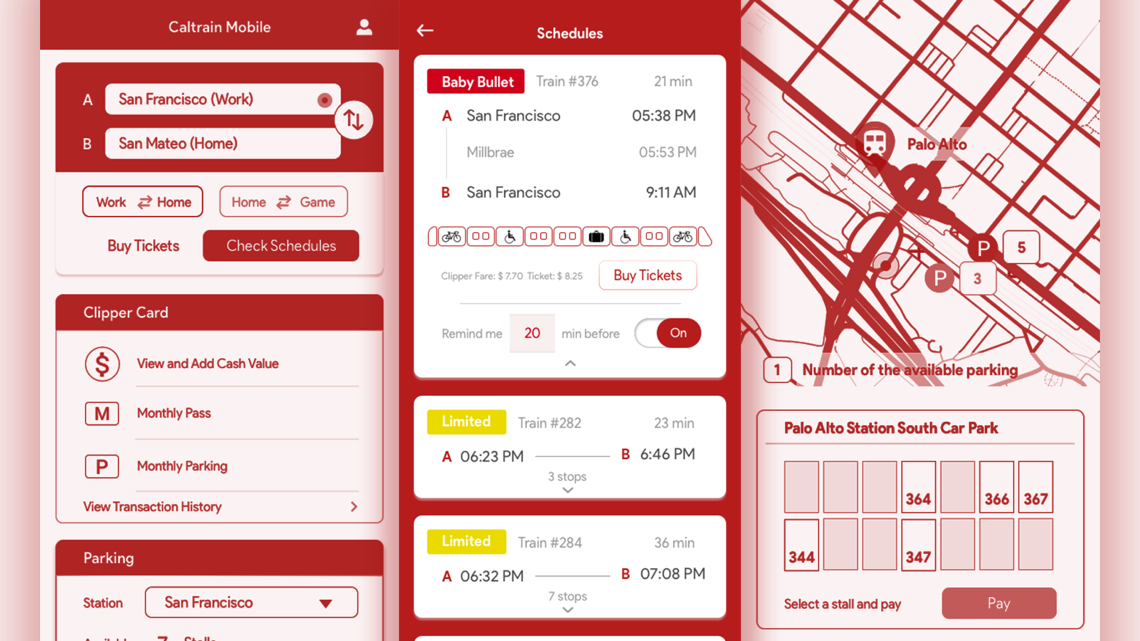 Caltrain Mobile
A San Francisco (Work)
B San Mateo (Home)
Work Home
Home Game
Buy Tickets
Check Schedules
Clipper Card
$ View and Add Cash Value
M Monthly Pass
P Monthly Parking
View Transaction History
Parking
Station San Francisco
Schedules
Baby Bullet Train #376 21 min
A San Francisco 05:38 PM
Millbrae 05:53 PM
B San Francisco 9:11 AM
Clipper Fare: $ 7.70 Ticket: $ 8.25 Buy Tickets
Remind me 20 min before On
Limited Train #282 23 min
A 06:23 PM B 6:46 PM
3 stops
Limited Train #284 36 min
A 06:32 PM B 07:08 PM
7 stops
Palo Alto
P 5
P 3
1 Number of the available parking
Palo Alto Station South Car Park
364 366 367
344 347
Select a stall and pay Pay